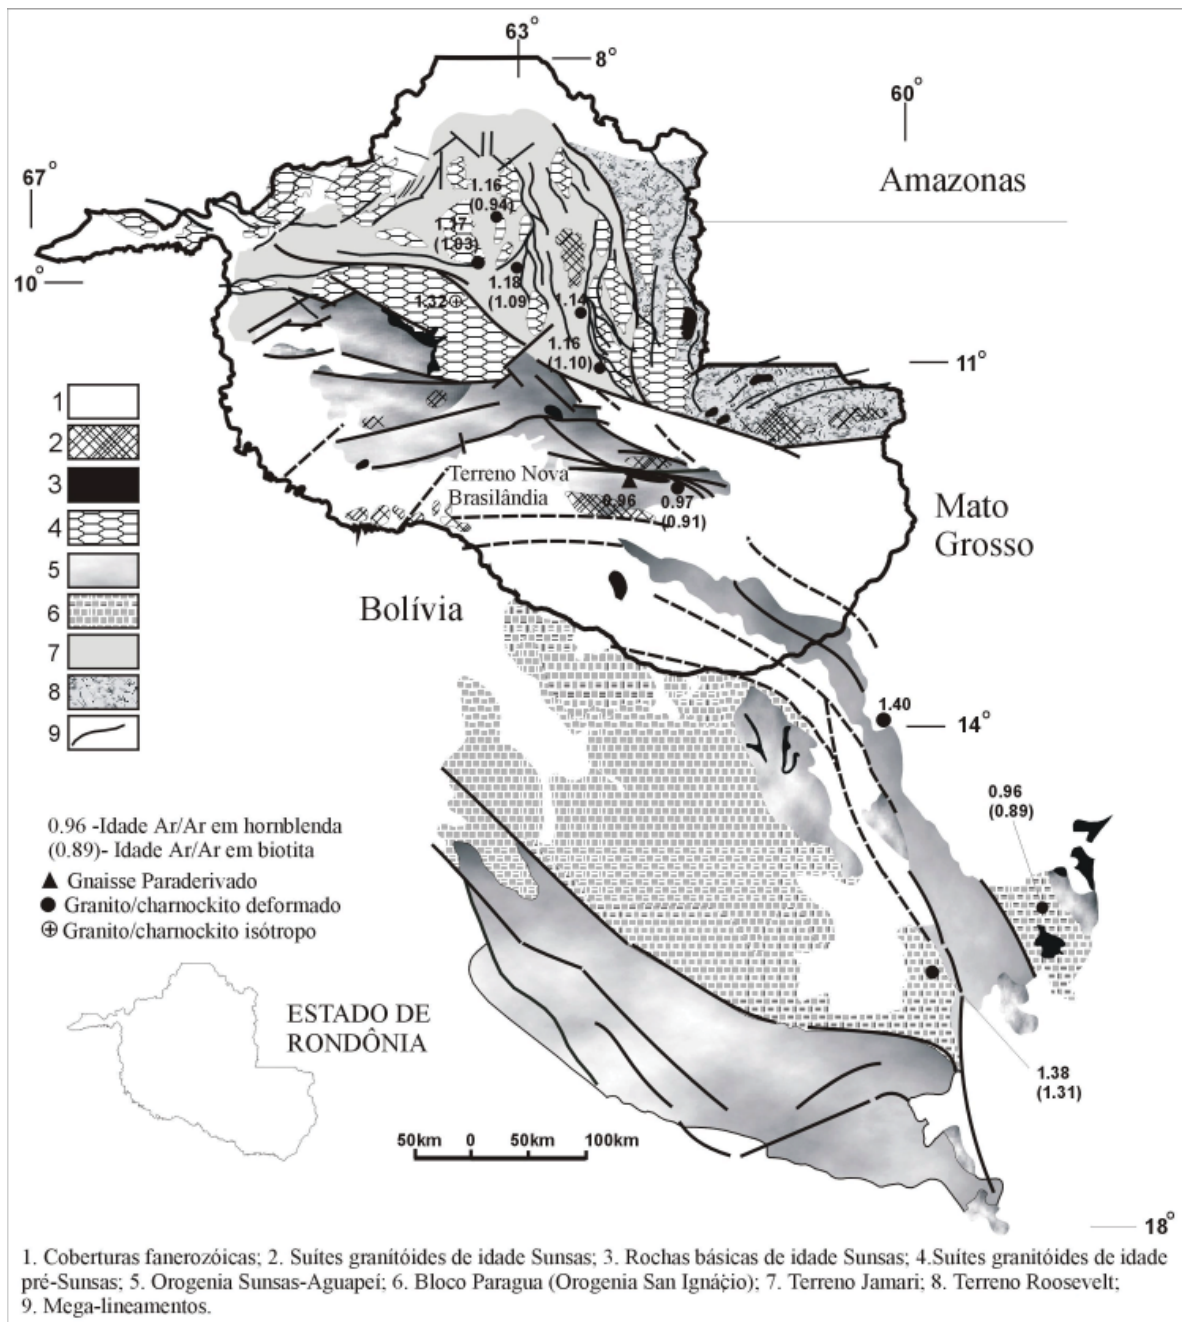 63°
8°
60°
67°
Amazonas
1.16
(0.94)
1.17
(1.03)
10°
1.18
(1.09
1.14
1.32
1.16
(1.10)
11°
1
2
3
4
5
6
7
8
9
Terreno Nova
Brasilândia
0.96
0.97
(0.91)
Mato
Grosso
Bolívia
1.40
14°
0.96
(0.89)
0.96 -Idade Ar/Ar em hornblenda
(0.89)- Idade Ar/Ar em biotita
Gnaisse Paraderivado
Granito/charnockito deformado
Granito/charnockito isótropo
ESTADO DE
RONDÔNIA
1.38
(1.31)
50km 0 50km 100km
18°
1. Coberturas fanerozóicas; 2. Suítes granítóides de idade Sunsas; 3. Rochas básicas de idade Sunsas; 4.Suítes granitóides de idade
pré-Sunsas; 5. Orogenia Sunsas-Aguapeí; 6. Bloco Paragua (Orogenia San Ignácio); 7. Terreno Jamari; 8. Terreno Roosevelt;
9. Mega-lineamentos.